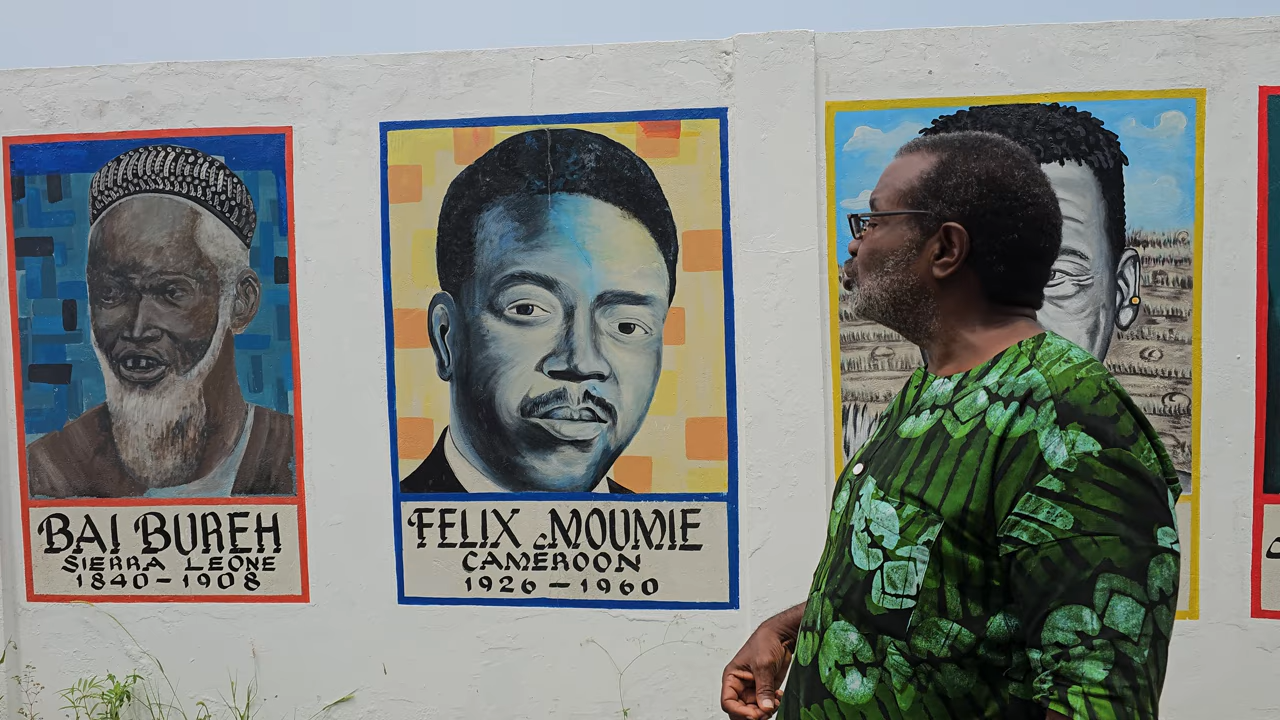 BAI BUREH
SIERRA LEONE
1840-1908
FELIX MOUMIE
CAMEROON
1926-1960